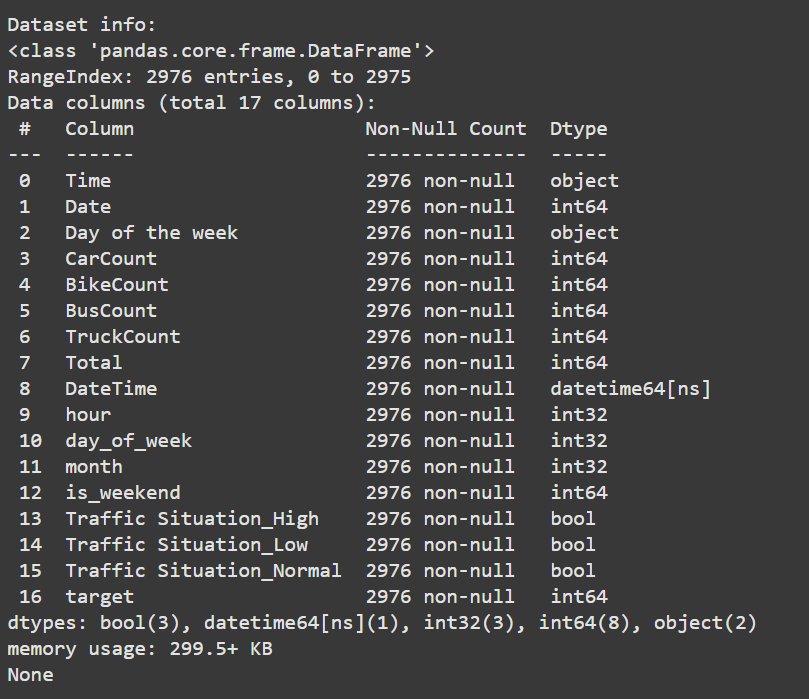 Dataset info:
<class 'pandas.core.frame.DataFrame'>
RangeIndex: 2976 entries, 0 to 2975
Data columns (total 17 columns):
 #   Column                    Non-Null Count  Dtype
---  ------                    --------------  -----
 0   Time                      2976 non-null   object
 1   Date                      2976 non-null   int64
 2   Day of the week           2976 non-null   object
 3   CarCount                  2976 non-null   int64
 4   BikeCount                 2976 non-null   int64
 5   BusCount                  2976 non-null   int64
 6   TruckCount                2976 non-null   int64
 7   Total                     2976 non-null   int64
 8   DateTime                  2976 non-null   datetime64[ns]
 9   hour                      2976 non-null   int32
 10  day_of_week               2976 non-null   int32
 11  month                     2976 non-null   int32
 12  is_weekend                2976 non-null   int64
 13  Traffic Situation_High    2976 non-null   bool
 14  Traffic Situation_Low     2976 non-null   bool
 15  Traffic Situation_Normal  2976 non-null   bool
 16  target                    2976 non-null   int64
dtypes: bool(3), datetime64[ns](1), int32(3), int64(8), object(2)
memory usage: 299.5+ KB
None